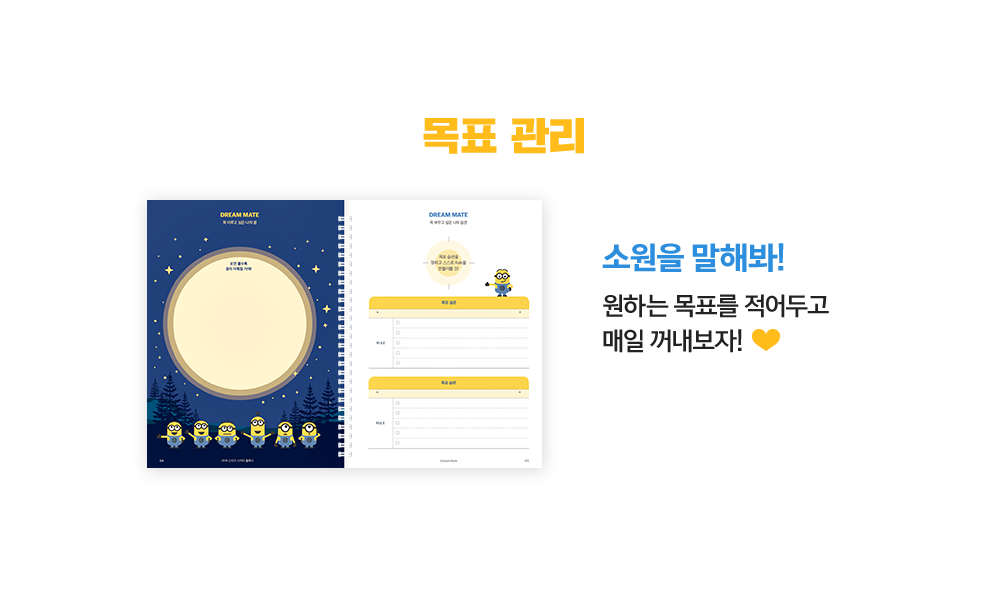 목표 관리
DREAM MATE
꼭 이루고 싶은 나의 꿈
오면 볼수록
꿈이 이뤄질 거야!
DREAM MATE
꼭 바꾸고 싶은 나의 습관
목표 습관을
정하고 스스로 Rule을
만들어볼 것!
목표 습관
RULE
목표 습관
RULE
소원을 말해봐!
원하는 목표를 적어두고
매일 꺼내보자!